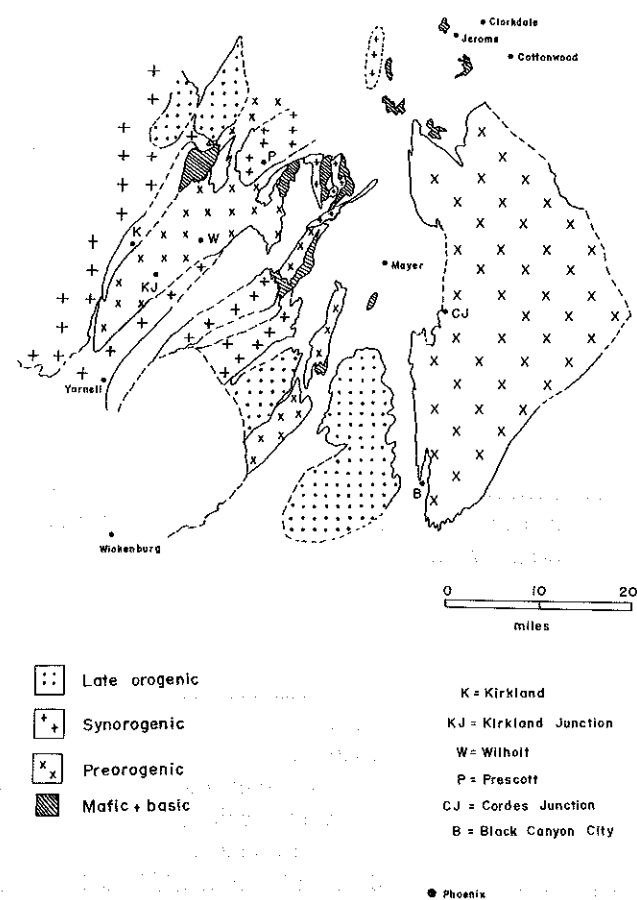 Clarkdale
Jerome
Cottonwood
P
K
W
KJ
Mayer
CJ
Yarnell
B
Wickenburg
0 10 20
miles
Late orogenic
Synorogenic
Preorogenic
Mafic + basic
K = Kirkland
KJ = Kirkland Junction
W = Wilhoit
P = Prescott
CJ = Cordes Junction
B = Black Canyon City
Phoenix